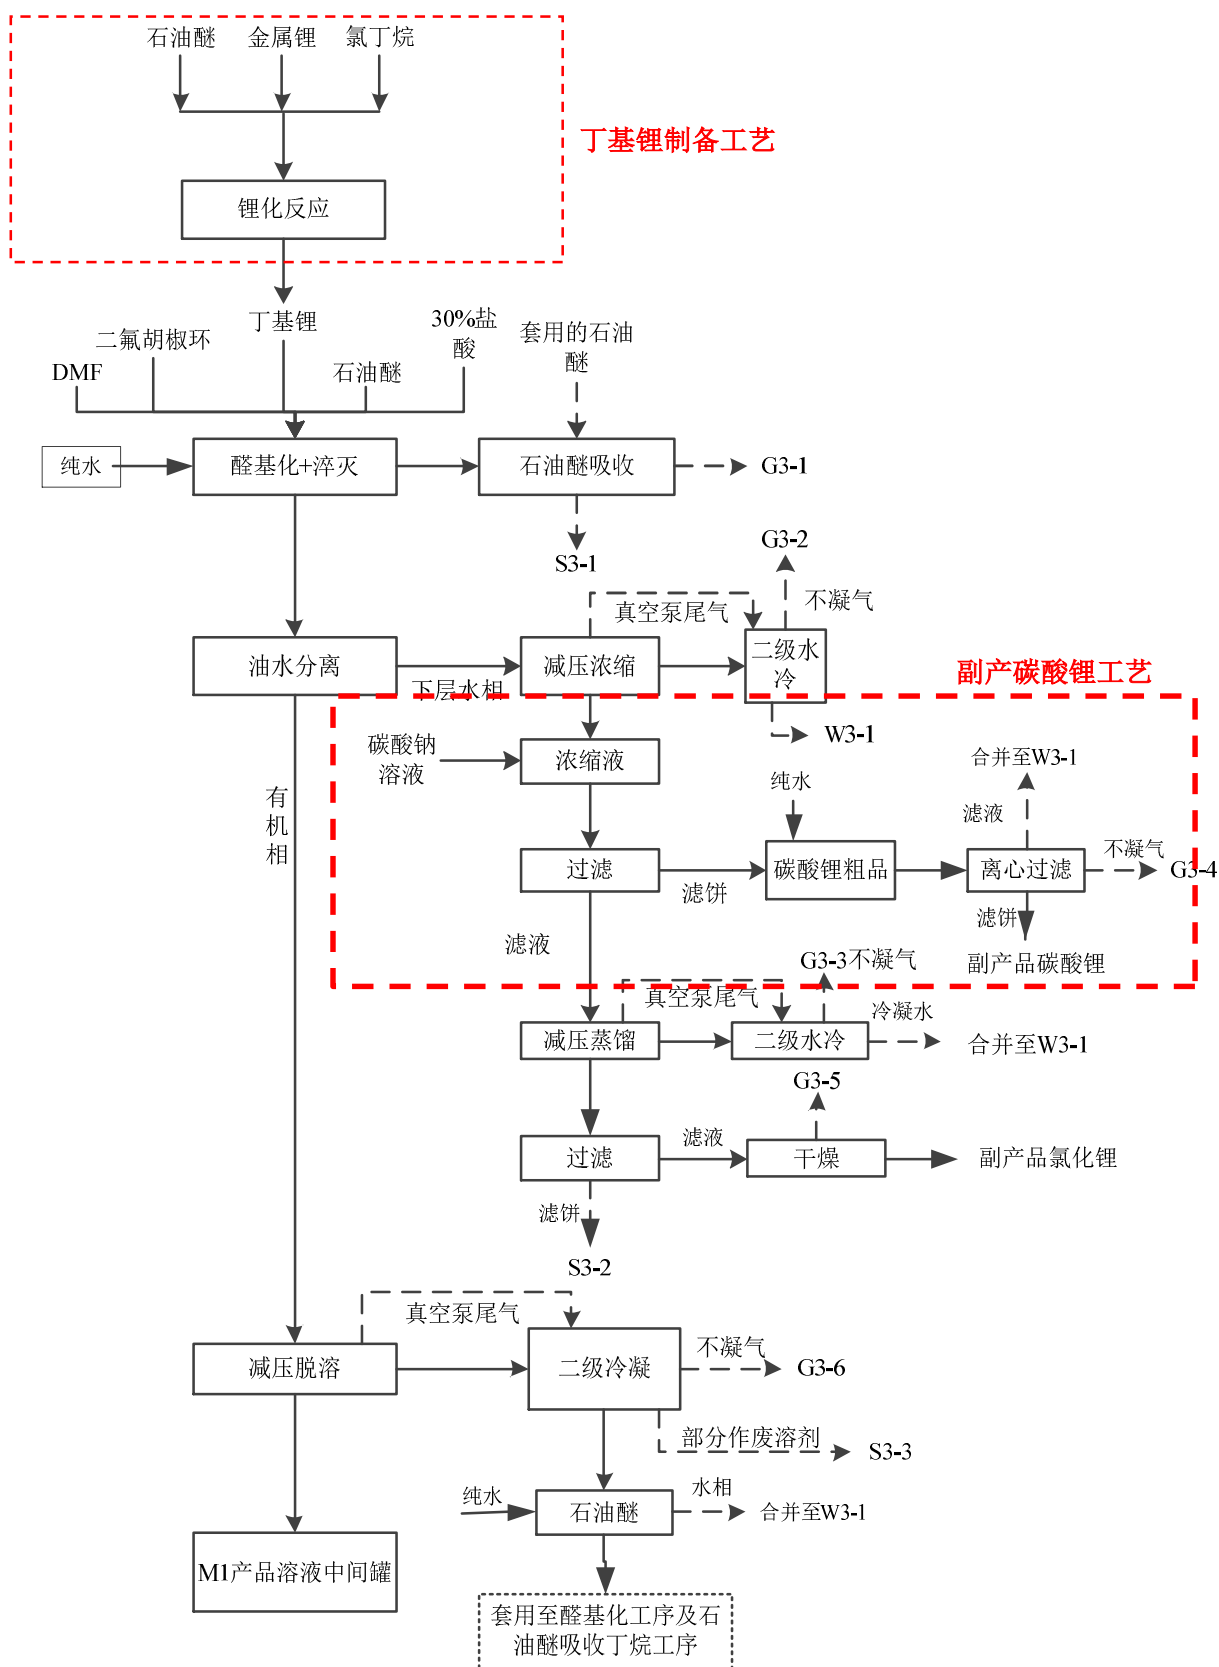 石油醚
金属锂
氯丁烷
丁基锂制备工艺
锂化反应
丁基锂
30%盐
酸
套用的石油
醚
二氟胡椒环
DMF
石油醚
纯水
醛基化+淬灭
石油醚吸收
G3-1
S3-1
G3-2
真空泵尾气
不凝气
油水分离
下层水相
减压浓缩
二级水
冷
副产碳酸锂工艺
W3-1
碳酸钠
溶液
浓缩液
有
机
相
纯水
合并至W3-1
滤液
过滤
滤饼
碳酸锂粗品
离心过滤
不凝气
G3-4
滤饼
滤液
副产品碳酸锂
G3-3不凝气
真空泵尾气
冷凝水
减压蒸馏
二级水冷
合并至W3-1
G3-5
过滤
滤液
干燥
副产品氯化锂
滤饼
S3-2
真空泵尾气
减压脱溶
二级冷凝
不凝气
G3-6
部分作废溶剂
S3-3
纯水
石油醚
水相
合并至W3-1
M1产品溶液中间罐
套用至醛基化工序及石
油醚吸收丁烷工序